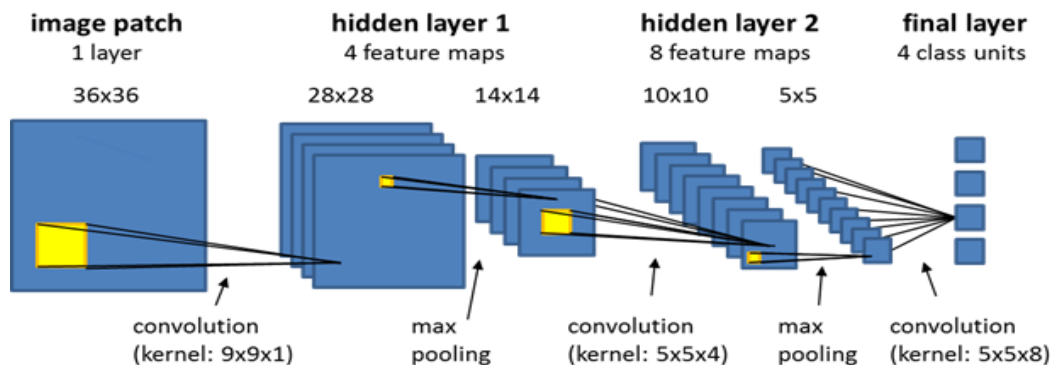 image patch
1 layer
36x36
hidden layer 1
4 feature maps
28x28
14x14
hidden layer 2
8 feature maps
10x10
5x5
final layer
4 class units
convolution
(kernel: 9x9x1)
max
pooling
convolution
(kernel: 5x5x4)
max
pooling
convolution
(kernel: 5x5x8)